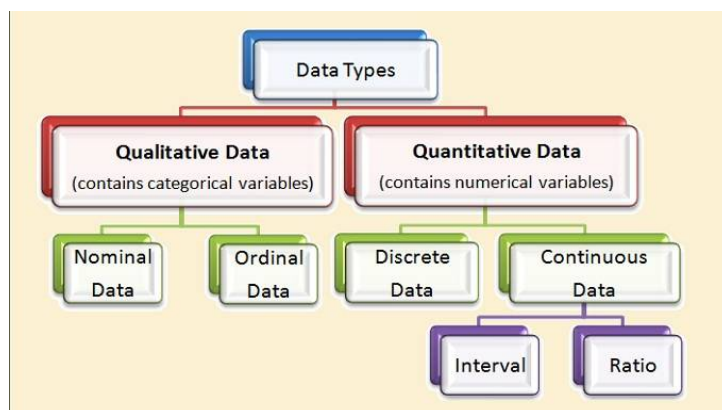 Data Types
Qualitative Data
(contains categorical variables)
Quantitative Data
(contains numerical variables)
Nominal
Data
Ordinal
Data
Discrete
Data
Continuous
Data
Interval
Ratio